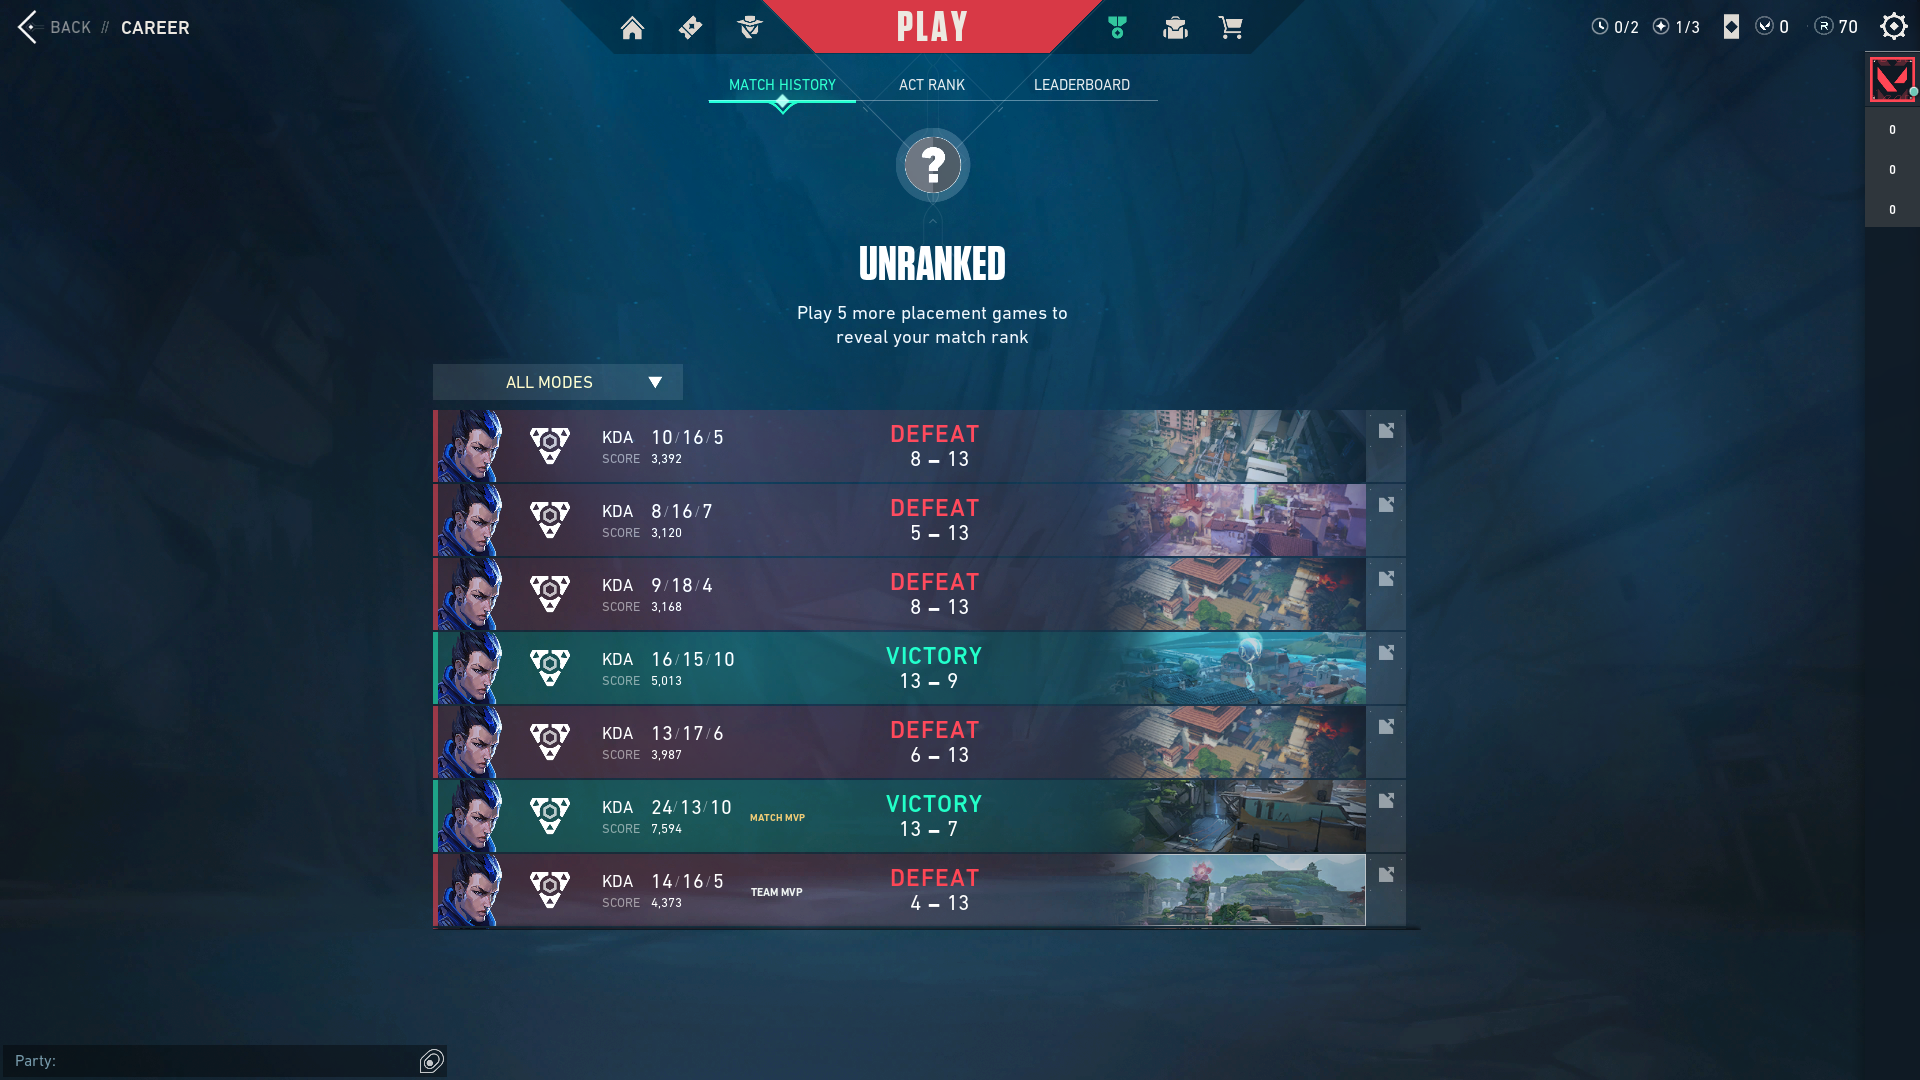 BACK // CAREER
PLAY
0/2 1/3 0 R 70
MATCH HISTORY ACT RANK LEADERBOARD
0
0
0
?
UNRANKED
Play 5 more placement games to
reveal your match rank
ALL MODES
KDA 10/16/5 DEFEAT
SCORE 3,392 8 – 13
KDA 8/16/7 DEFEAT
SCORE 3,120 5 – 13
KDA 9/18/4 DEFEAT
SCORE 3,168 8 – 13
KDA 16/15/10 VICTORY
SCORE 5,013 13 – 9
KDA 13/17/6 DEFEAT
SCORE 3,987 6 – 13
KDA 24/13/10 MATCH MVP VICTORY
SCORE 7,594 13 – 7
KDA 14/16/5 TEAM MVP DEFEAT
SCORE 4,373 4 – 13
Party: